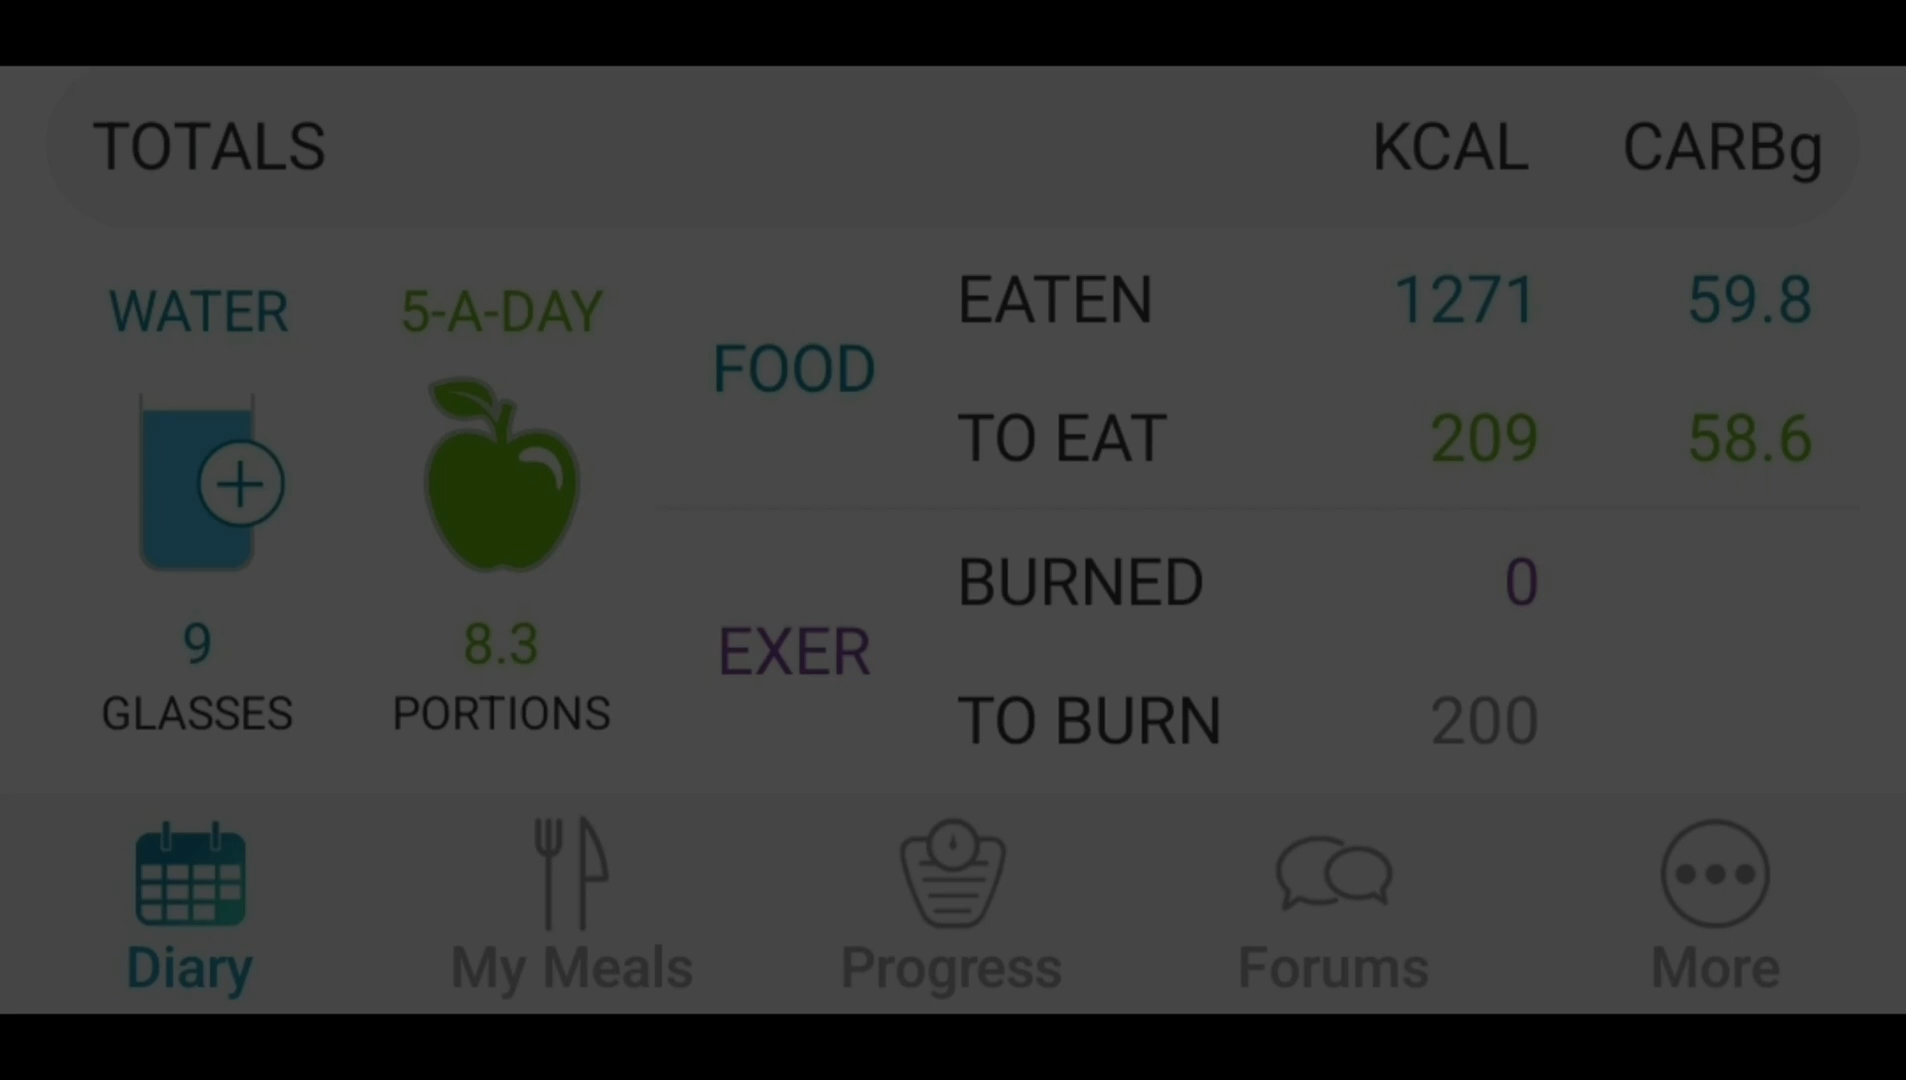 TOTALS KCAL CARBg
WATER 5-A-DAY
FOOD
EATEN 1271 59.8
TO EAT 209 58.6
9 8.3
GLASSES PORTIONS
EXER
BURNED 0
TO BURN 200
Diary My Meals Progress Forums More